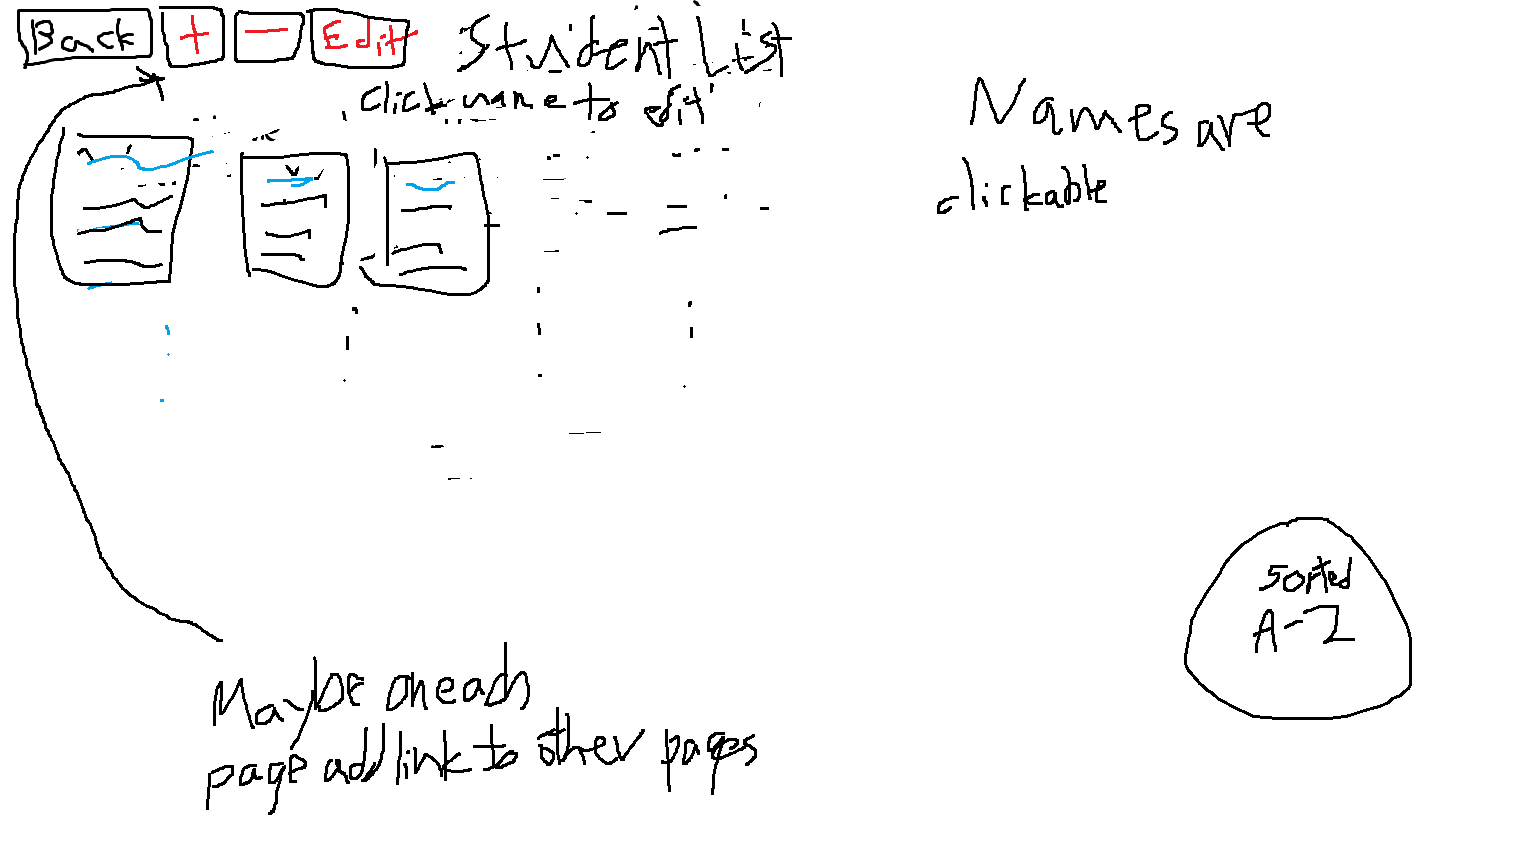 Back + - Edit Student List
click name to edit
Names are
clickable
Sorted
A-Z
Maybe on each
page add link to other pages